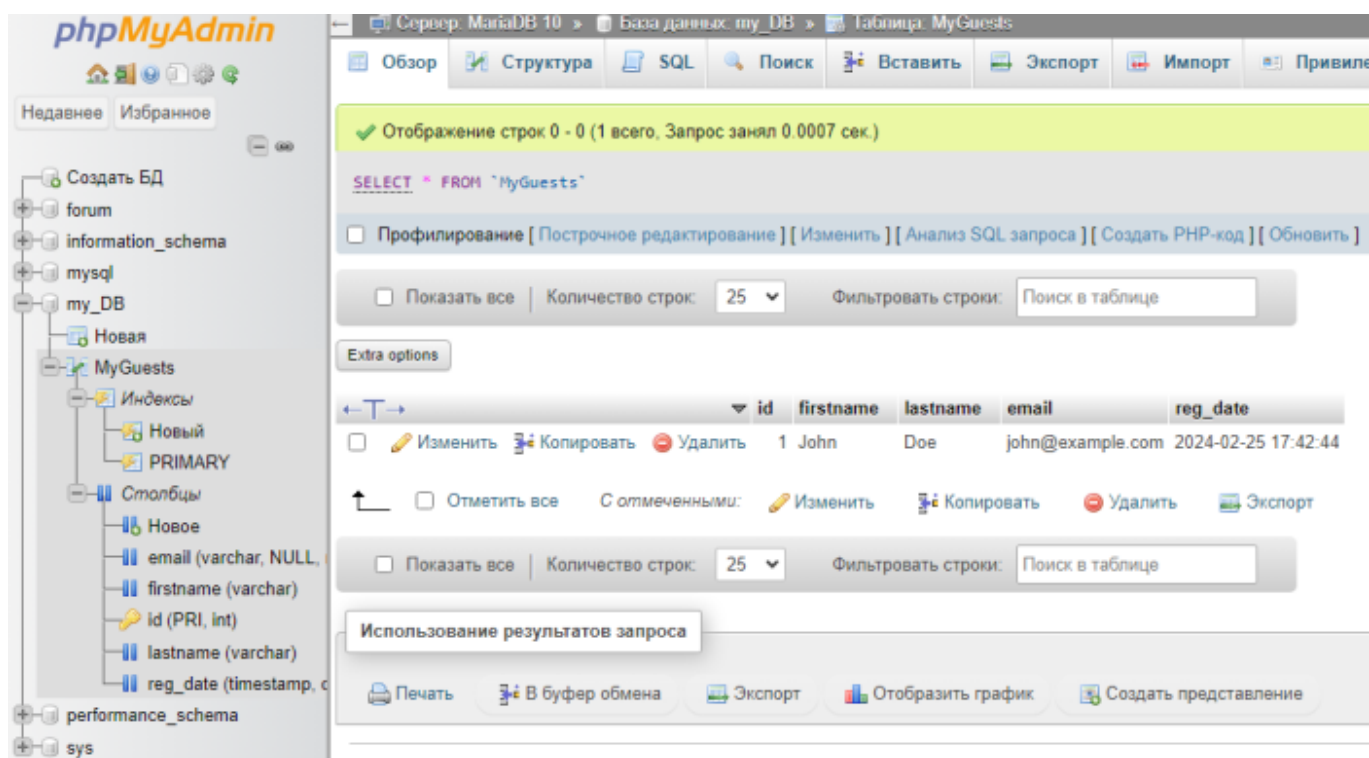 phpMyAdmin
Сервер: MariaDB 10 » База данных: my_DB » Таблица: MyGuests
Обзор Структура SQL Поиск Вставить Экспорт Импорт Привиле
Недавнее Избранное
Отображение строк 0 - 0 (1 всего, Запрос занял 0.0007 сек.)
SELECT * FROM `MyGuests`
Профилирование [ Построчное редактирование ] [ Изменить ] [ Анализ SQL запроса ] [ Создать PHP-код ] [ Обновить ]
Показать все | Количество строк: 25 Фильтровать строки: Поиск в таблице
Extra options
id firstname lastname email reg_date
Изменить Копировать Удалить 1 John Doe john@example.com 2024-02-25 17:42:44
Отметить все С отмеченными: Изменить Копировать Удалить Экспорт
Показать все | Количество строк: 25 Фильтровать строки: Поиск в таблице
Использование результатов запроса
Печать В буфер обмена Экспорт Отобразить график Создать представление
Создать БД
forum
information_schema
mysql
my_DB
Новая
MyGuests
Индексы
Новый
PRIMARY
Столбцы
Новое
email (varchar, NULL,
firstname (varchar)
id (PRI, int)
lastname (varchar)
reg_date (timestamp, c
performance_schema
sys